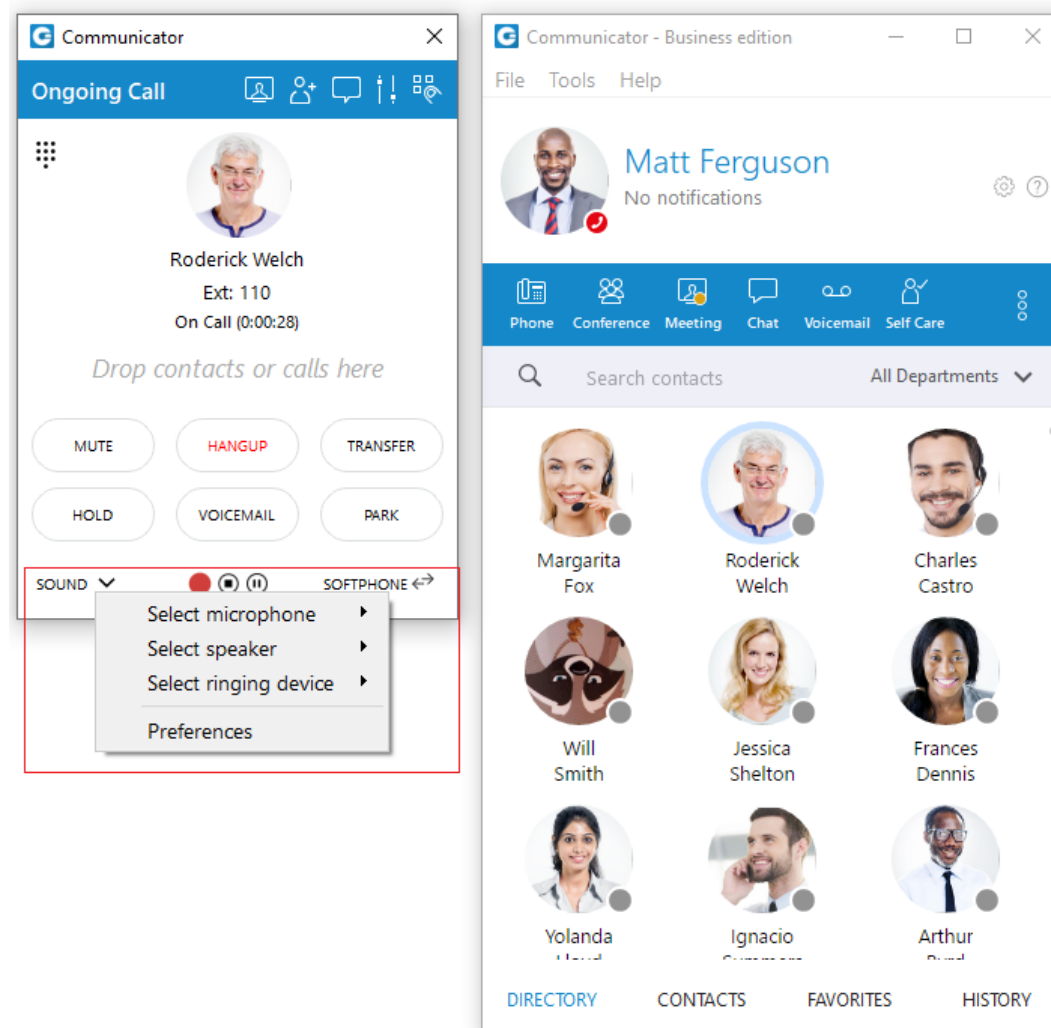 Communicator
Ongoing Call
Roderick Welch
Ext: 110
On Call (0:00:28)
Drop contacts or calls here
MUTE
HANGUP
TRANSFER
HOLD
VOICEMAIL
PARK
SOUND
SOFTPHONE
Select microphone
Select speaker
Select ringing device
Preferences
Communicator - Business edition
File Tools Help
Matt Ferguson
No notifications
Phone Conference Meeting Chat Voicemail Self Care
Search contacts
All Departments
Margarita
Fox
Roderick
Welch
Charles
Castro
Will
Smith
Jessica
Shelton
Frances
Dennis
Yolanda
Ignacio
Arthur
DIRECTORY CONTACTS FAVORITES HISTORY